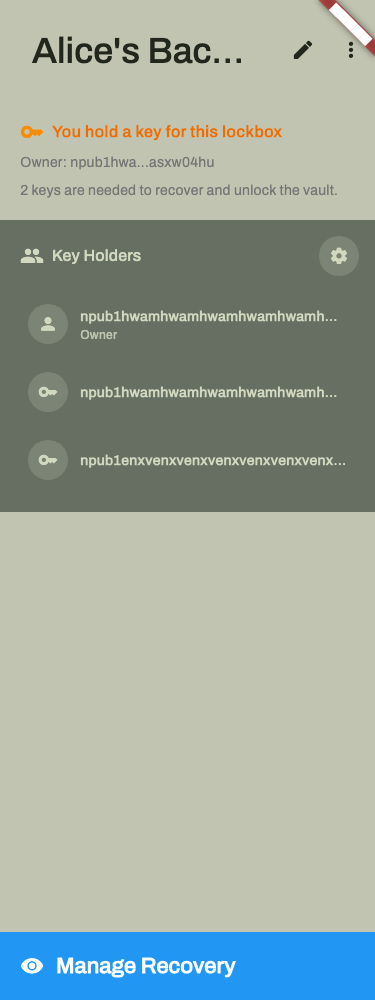 Alice's Bac...
You hold a key for this lockbox
Owner: npub1hwa...asxw04hu
2 keys are needed to recover and unlock the vault.
Key Holders
npub1hwamhwamhwamhwamhwamh...
Owner
npub1hwamhwamhwamhwamhwamh...
npub1enxvenxvenxvenxvenxvenxvenx...
Manage Recovery